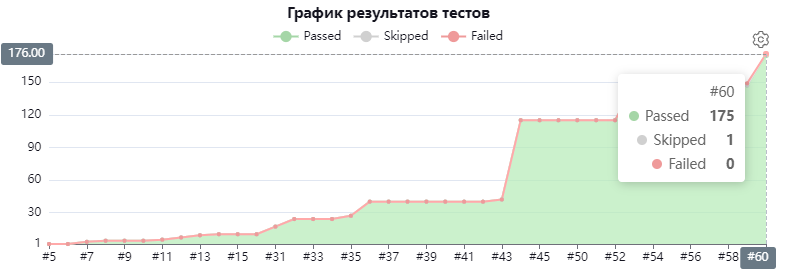 График результатов тестов
Passed Skipped Failed
176.00
150
120
90
60
30
1
#60
Passed 175
Skipped 1
Failed 0
#5 #7 #9 #11 #13 #15 #31 #33 #35 #37 #39 #41 #43 #45 #50 #52 #54 #56 #58 #60